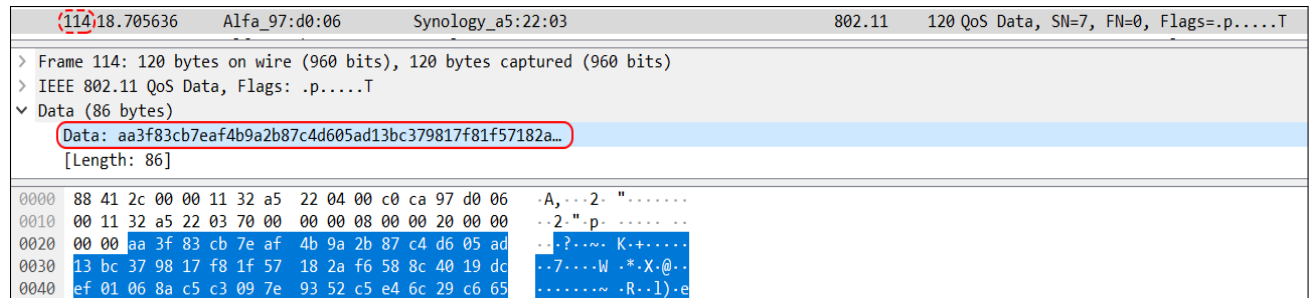 114 18.705636 Alfa_97:d0:06 Synology_a5:22:03 802.11 120 QoS Data, SN=7, FN=0, Flags=.p.....T
> Frame 114: 120 bytes on wire (960 bits), 120 bytes captured (960 bits)
> IEEE 802.11 QoS Data, Flags: .p.....T
∨ Data (86 bytes)
Data: aa3f83cb7eaf4b9a2b87c4d605ad13bc379817f81f57182a…
[Length: 86]
0000 88 41 2c 00 00 11 32 a5 22 04 00 c0 ca 97 d0 06 ·A,···2· "·······
0010 00 11 32 a5 22 03 70 00 00 00 08 00 00 20 00 00 ··2·"·p· ····· ··
0020 00 00 aa 3f 83 cb 7e af 4b 9a 2b 87 c4 d6 05 ad ···?··~· K·+·····
0030 13 bc 37 98 17 f8 1f 57 18 2a f6 58 8c 40 19 dc ··7····W ·*·X·@··
0040 ef 01 06 8a c5 c3 09 7e 93 52 c5 e4 6c 29 c6 65 ·······~ ·R··l)·e